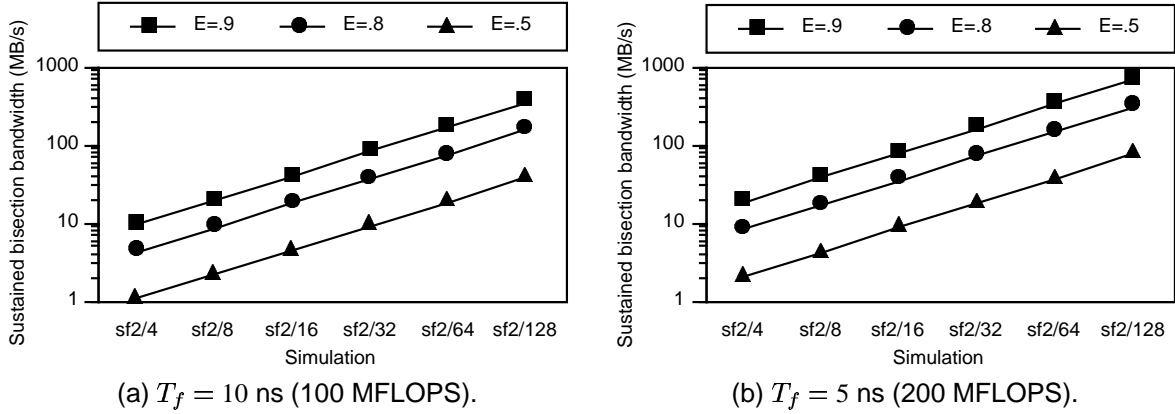 E=.9 E=.8 E=.5
Sustained bisection bandwidth (MB/s)
1000
100
10
1
sf2/4 sf2/8 sf2/16 sf2/32 sf2/64 sf2/128
Simulation
(a) T_f = 10 ns (100 MFLOPS).
E=.9 E=.8 E=.5
Sustained bisection bandwidth (MB/s)
1000
100
10
1
sf2/4 sf2/8 sf2/16 sf2/32 sf2/64 sf2/128
Simulation
(b) T_f = 5 ns (200 MFLOPS).